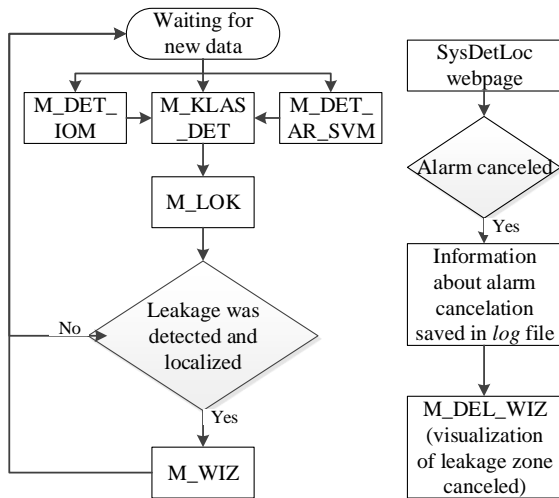 Waiting for
new data
M_DET_
IOM
M_KLAS
_DET
M_DET_
AR_SVM
M_LOK
Leakage was
detected and
localized
No
Yes
M_WIZ
SysDetLoc
webpage
Alarm canceled
Yes
Information
about alarm
cancelation
saved in log file
M_DEL_WIZ
(visualization
of leakage zone
canceled)